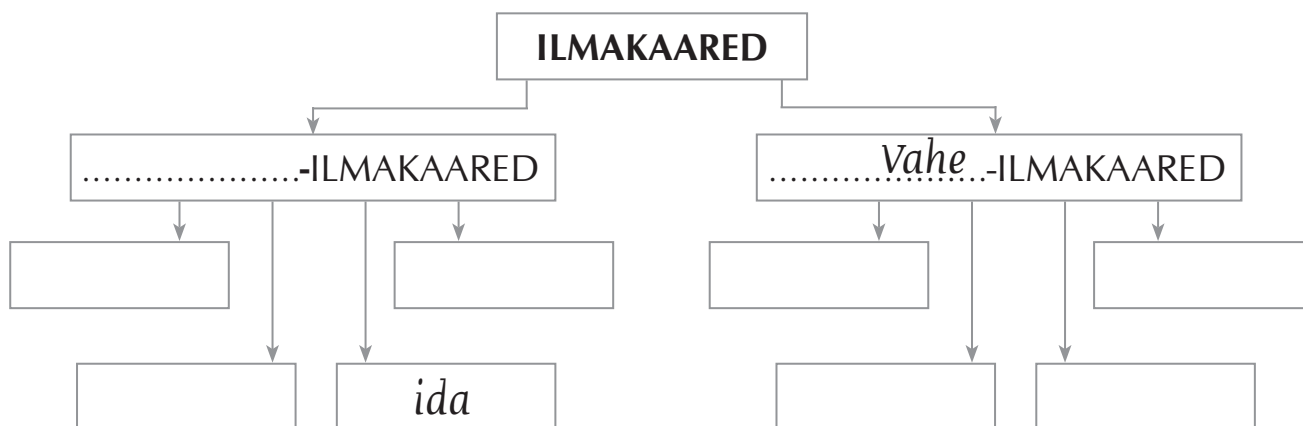 ILMAKAARED
.....................-ILMAKAARED
Vahe
.....................-ILMAKAARED
ida